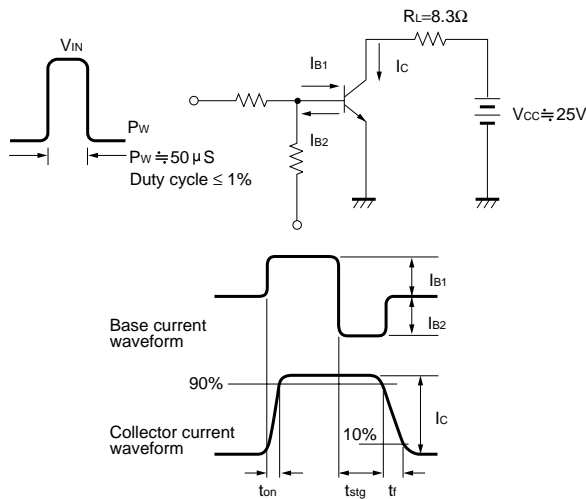 RL=8.3Ω
VIN
IB1
IC
VCC≒25V
PW
IB2
PW≒50μS
Duty cycle ≤ 1%
IB1
Base current
waveform
IB2
90%
IC
Collector current
waveform
10%
ton
tstg
tf